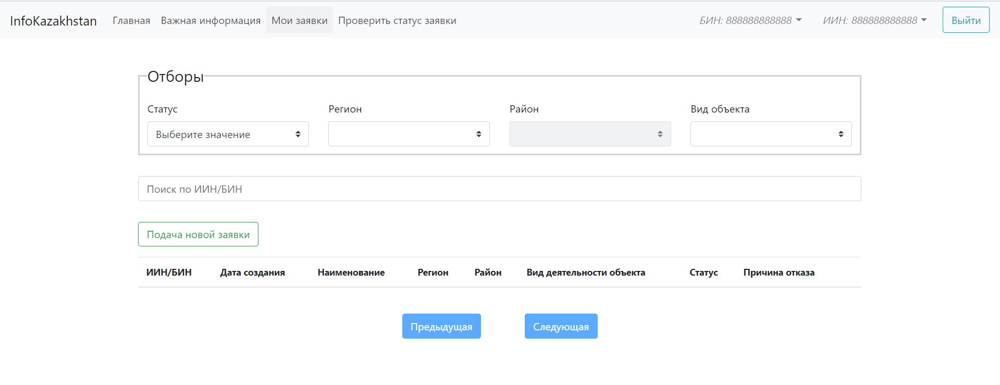 InfoKazakhstan Главная Важная информация Мои заявки Проверить статус заявки БИН: 888888888888 ИИН: 888888888888 Выйти
Отборы
Статус Регион Район Вид объекта
Выберите значение
Поиск по ИИН/БИН
Подача новой заявки
ИИН/БИН Дата создания Наименование Регион Район Вид деятельности объекта Статус Причина отказа
Предыдущая Следующая